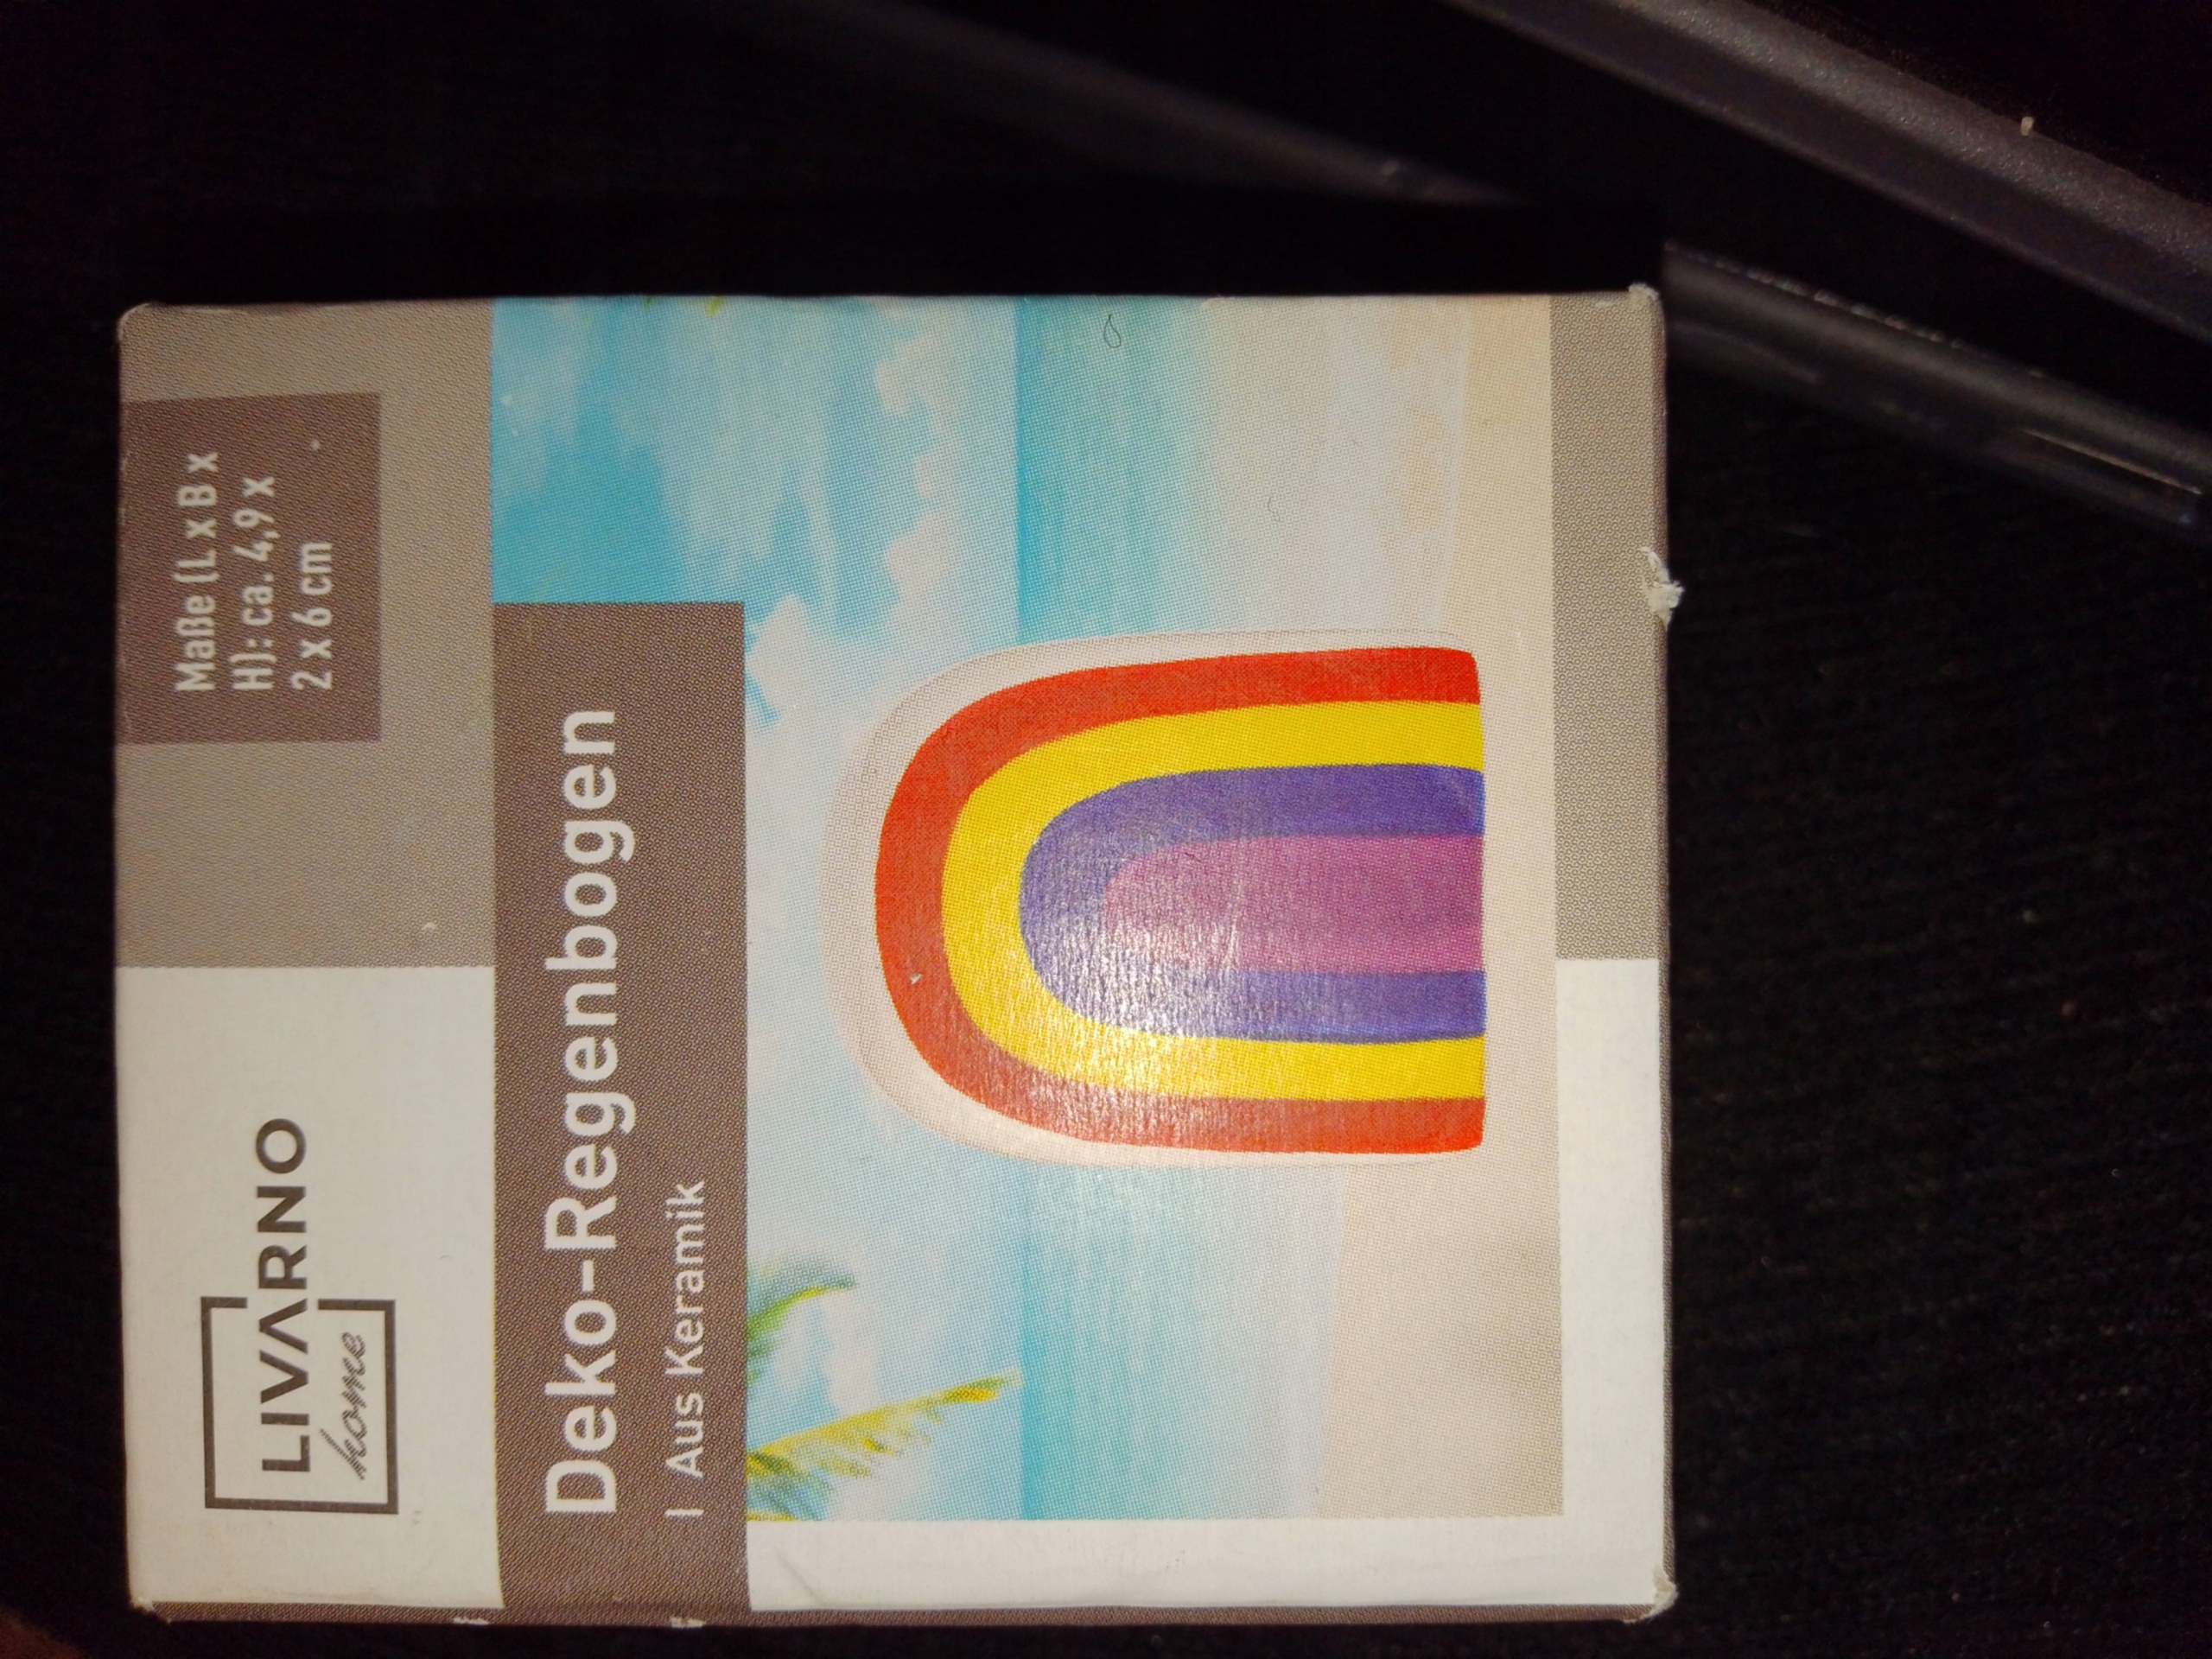 LIVARNO
home
Maße (L x B x
H): ca. 4,9 x
2 x 6 cm
Deko-Regenbogen
| Aus Keramik